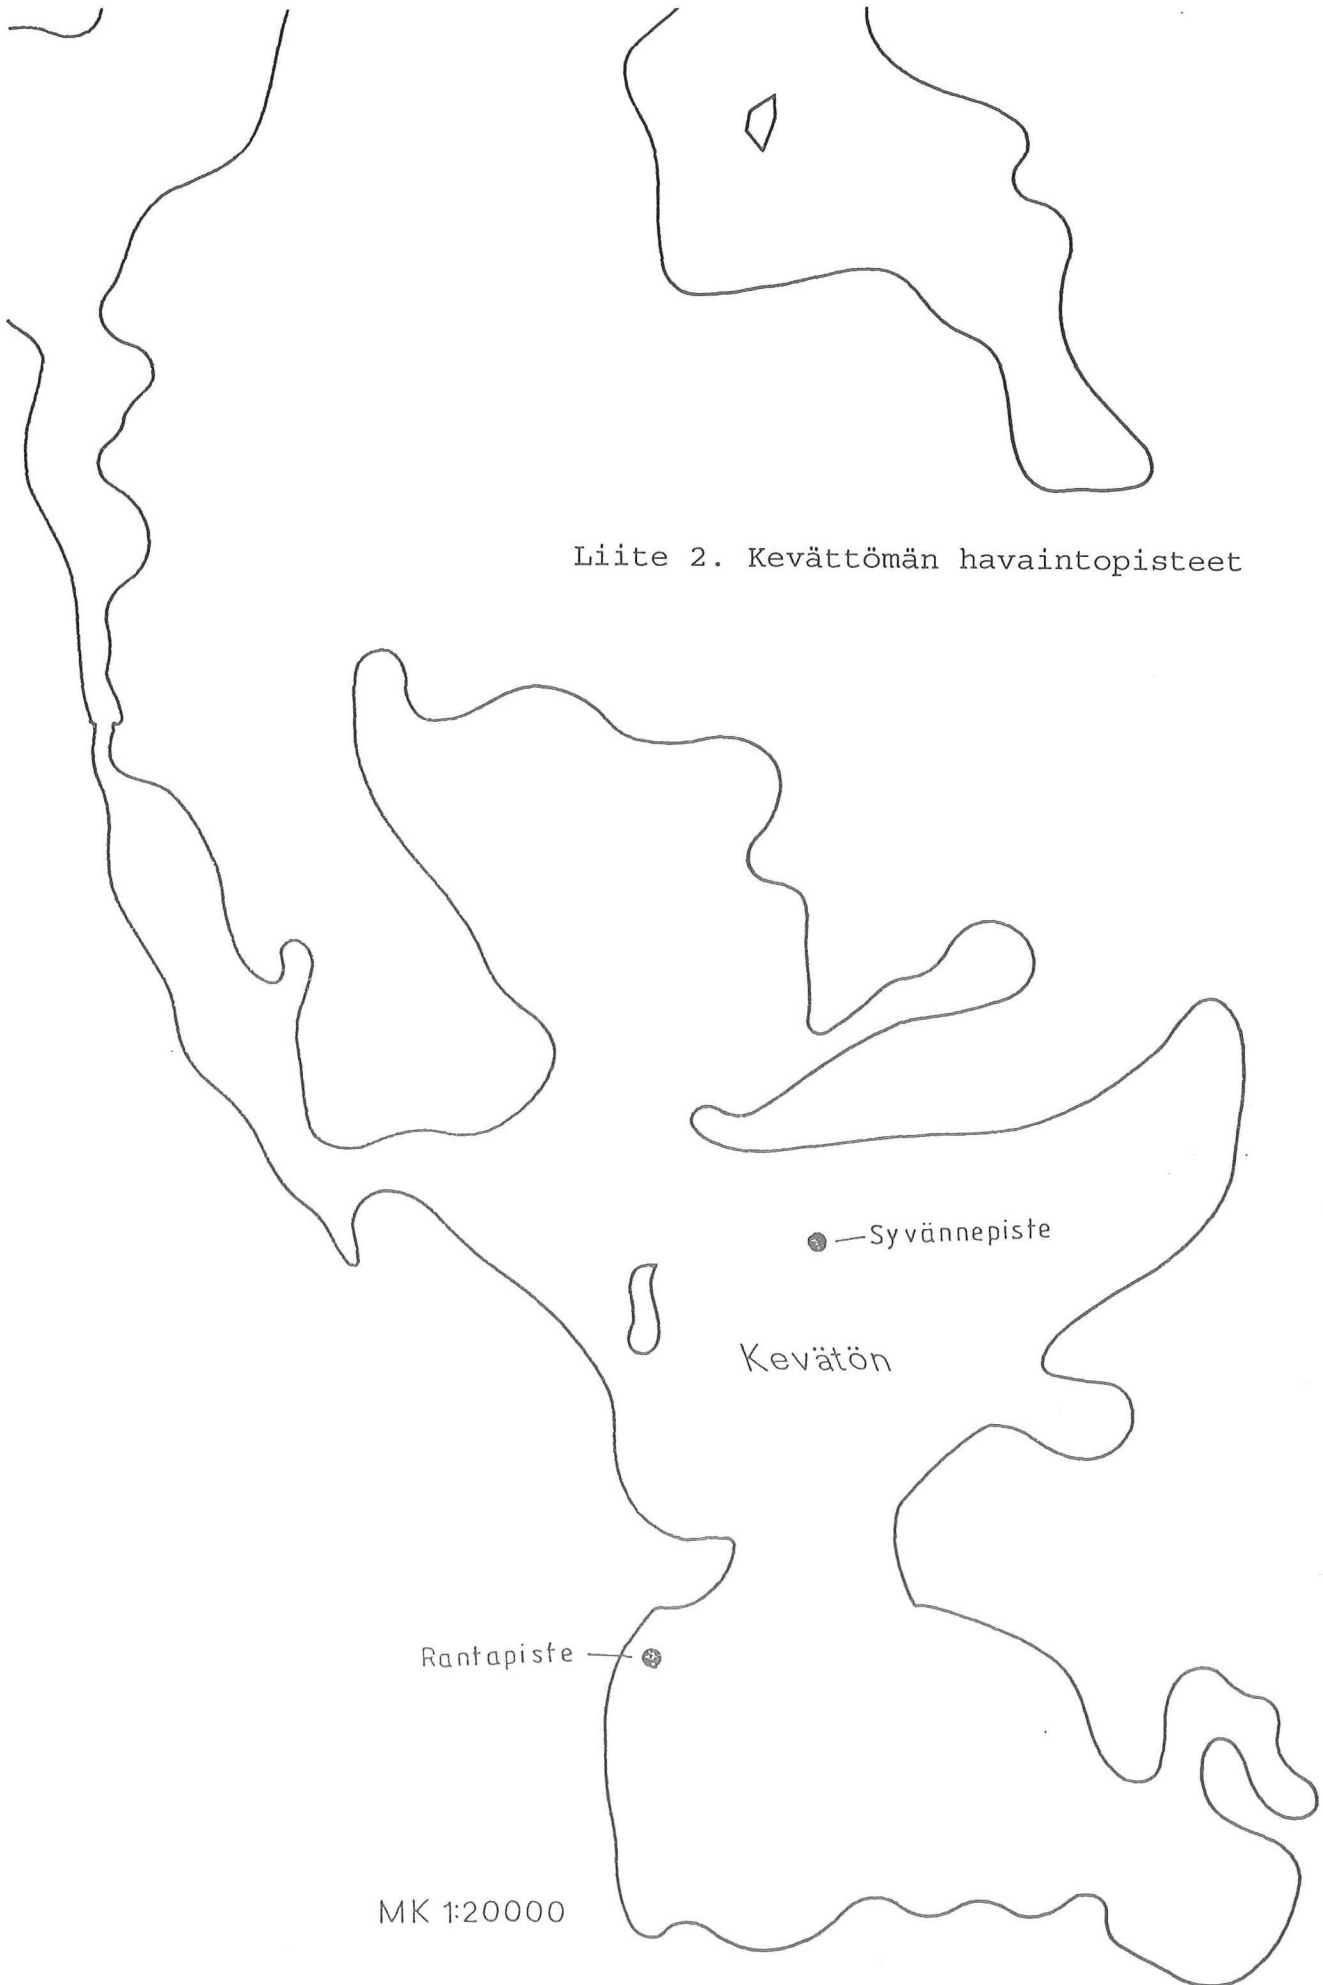 Liite 2. Kevättömän havaintopisteet
Syvännepiste
Kevätön
Rantapiste
MK 1:20000